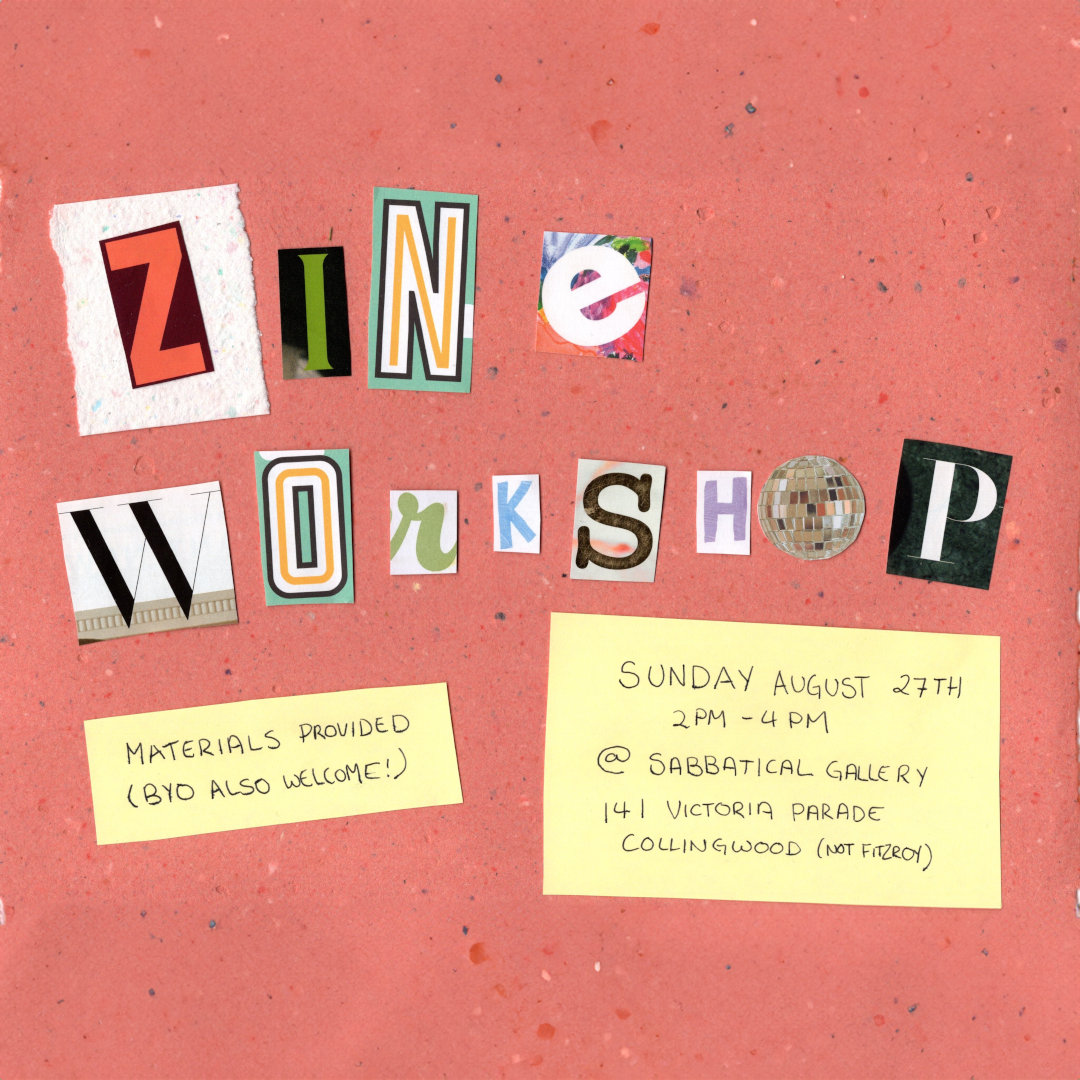 ZINe
WOrKSHP
MATERIALS PROVIDED
(BYO ALSO WELCOME!)
SUNDAY AUGUST 27TH
2PM - 4PM
@ SABBATICAL GALLERY
141 VICTORIA PARADE
COLLINGWOOD (NOT FITZROY)